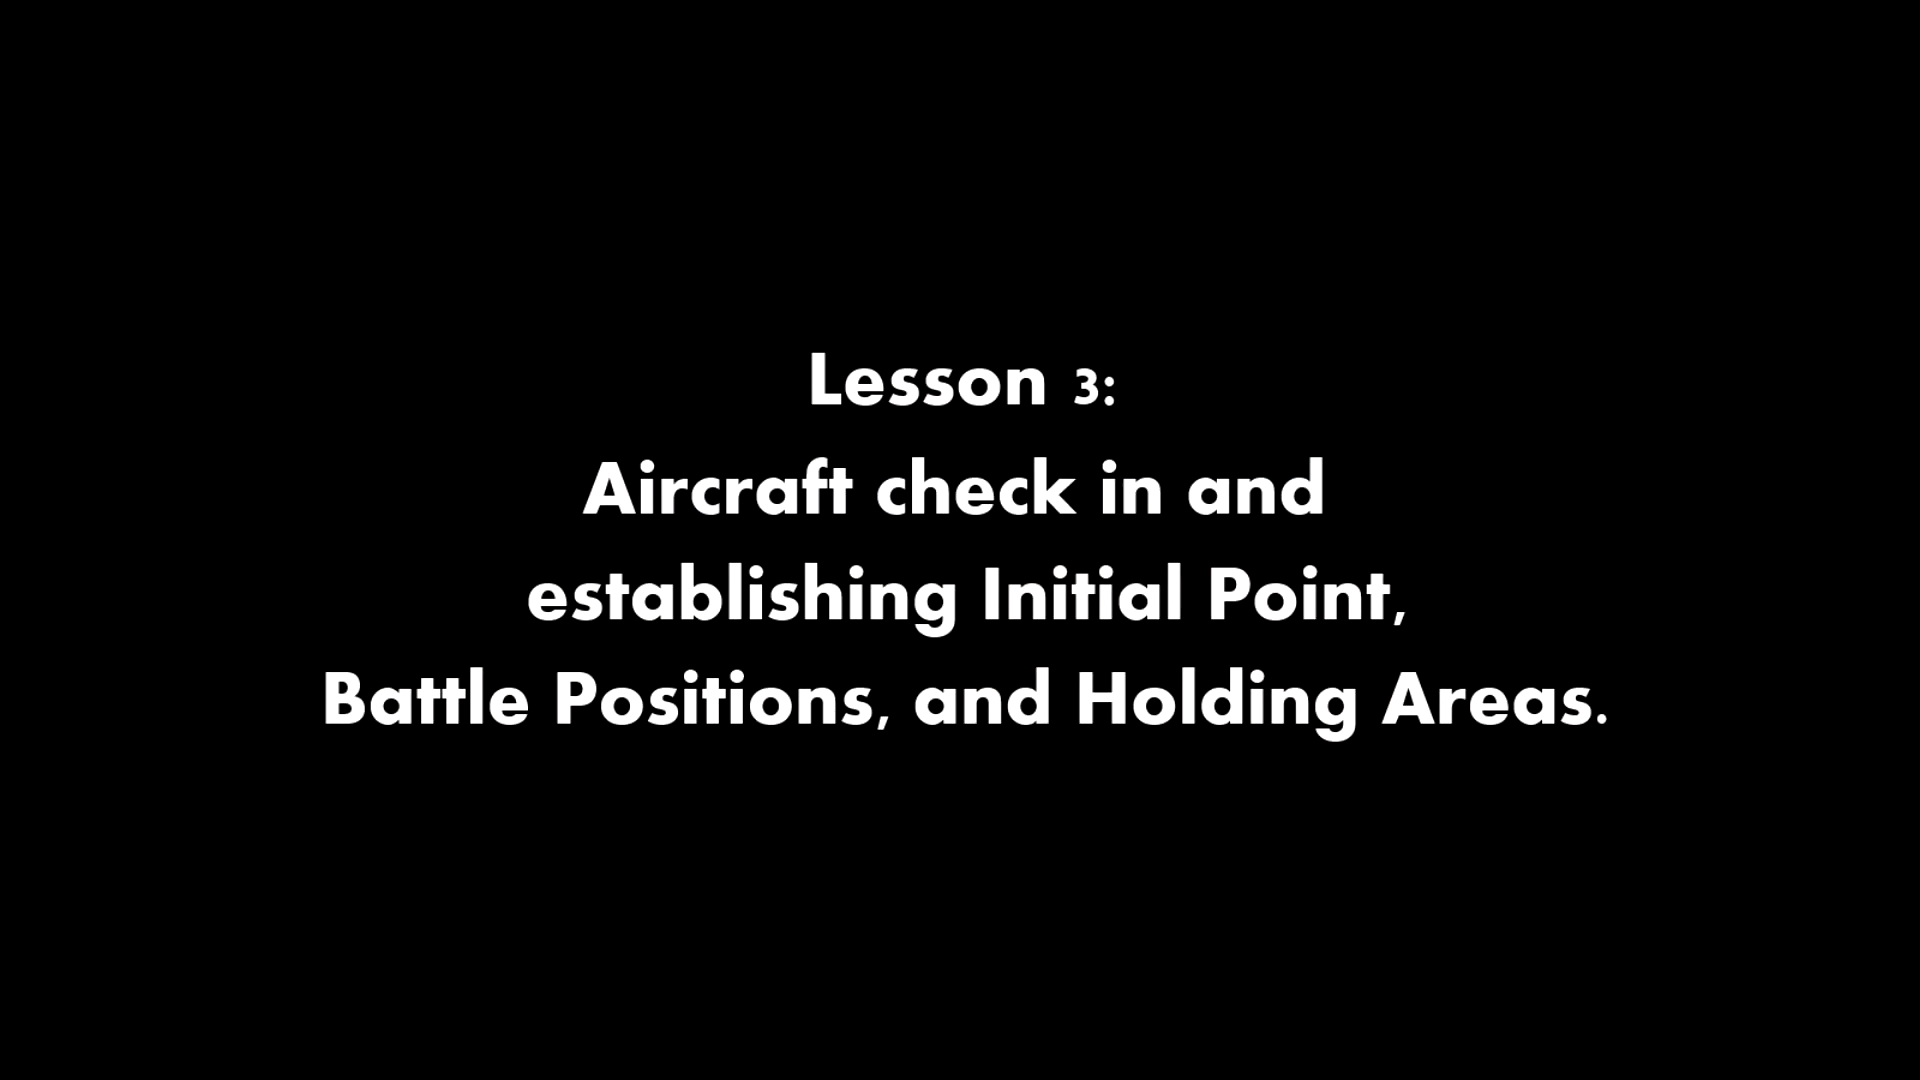 Lesson 3:
Aircraft check in and
establishing Initial Point,
Battle Positions, and Holding Areas.